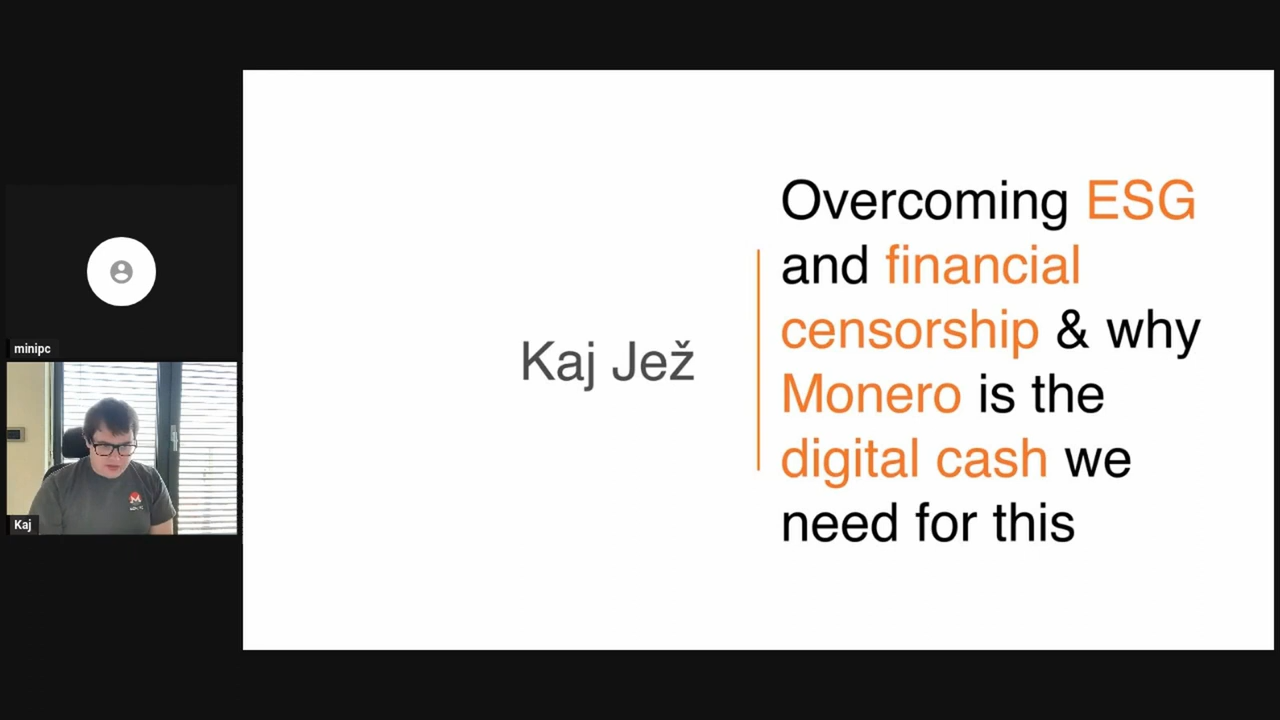 minipc
Kaj
Kaj Jež
Overcoming ESG
and financial
censorship & why
Monero is the
digital cash we
need for this